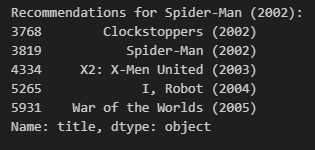 Recommendations for Spider-Man (2002):
3768 Clockstoppers (2002)
3819 Spider-Man (2002)
4334 X2: X-Men United (2003)
5265 I, Robot (2004)
5931 War of the Worlds (2005)
Name: title, dtype: object